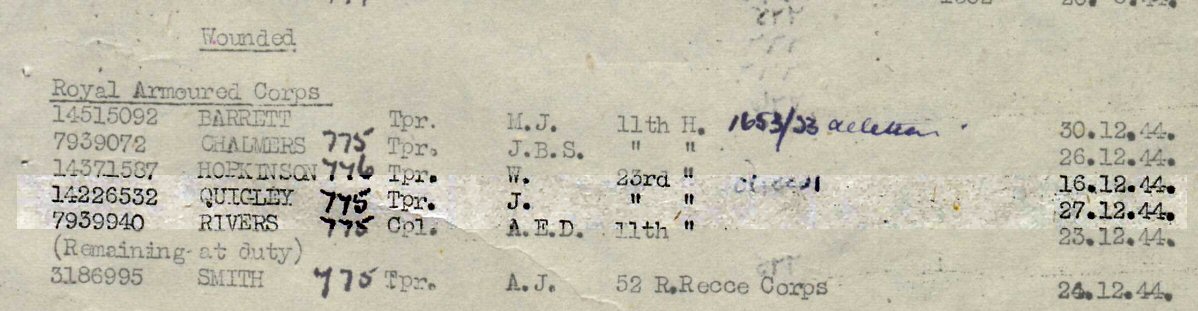 Wounded
Royal Armoured Corps
14515092 BARRETT Tpr. M.J. 11th H. 1653/33 deletion 30.12.44.
7939072 CHALMERS 775 Tpr. J.B.S. " " 26.12.44.
14371587 HOPKINSON 776 Tpr. W. 23rd " 16.12.44.
14226532 QUIGLEY 775 Tpr. J. " " 27.12.44.
7939940 RIVERS 775 Cpl. A.E.D. 11th " 23.12.44.
(Remaining at duty)
3186995 SMITH 775 Tpr. A.J. 52 R.Recce Corps 24.12.44.